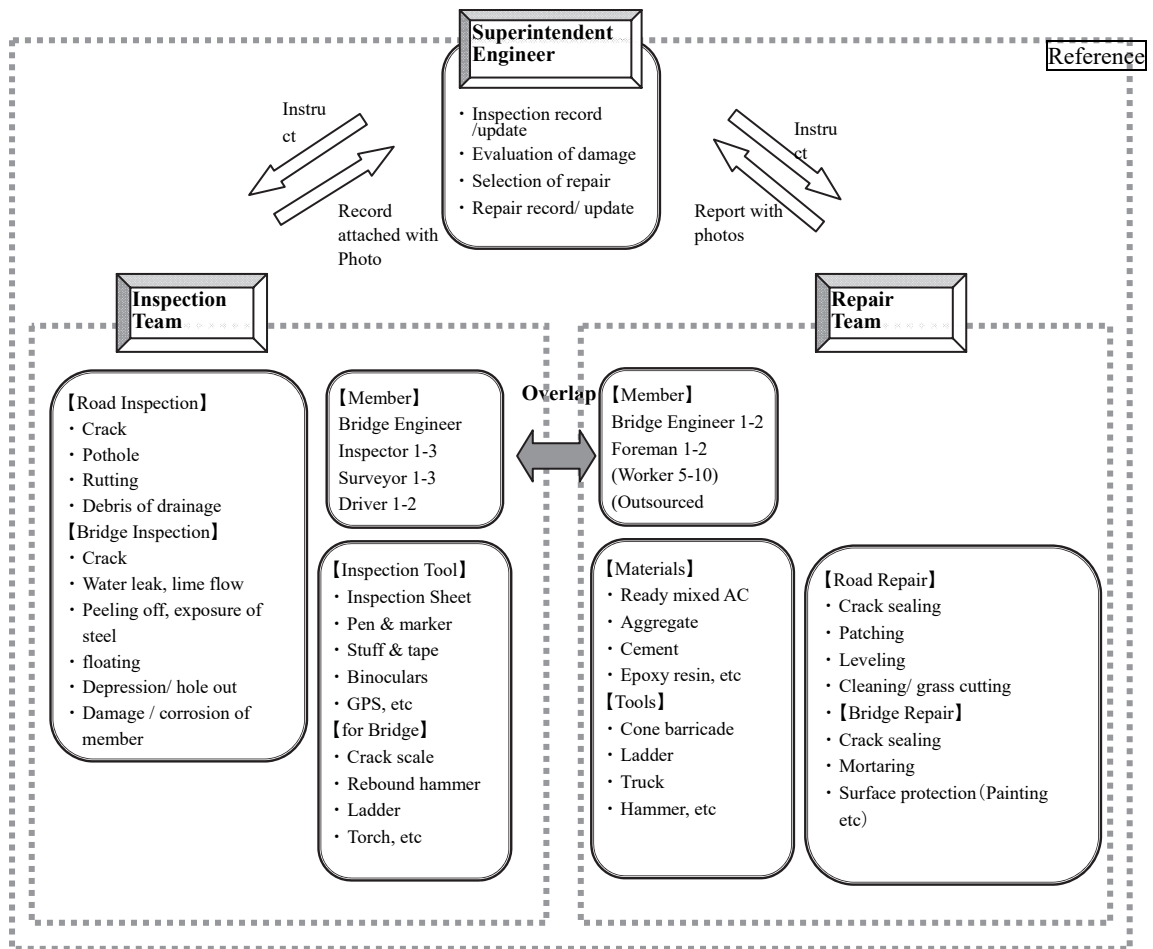 Superintendent
Engineer
Reference
・ Inspection record
/update
・ Evaluation of damage
・ Selection of repair
・ Repair record/ update
Instru
ct
Record
attached with
Photo
Instru
ct
Report with
photos
Inspection
Team
【Road Inspection】
・ Crack
・ Pothole
・ Rutting
・ Debris of drainage
【Bridge Inspection】
・ Crack
・ Water leak, lime flow
・ Peeling off, exposure of
steel
・ floating
・ Depression/ hole out
・ Damage / corrosion of
member
【Member】
Bridge Engineer
Inspector 1-3
Surveyor 1-3
Driver 1-2
【Inspection Tool】
・ Inspection Sheet
・ Pen & marker
・ Stuff & tape
・ Binoculars
・ GPS, etc
【for Bridge】
・ Crack scale
・ Rebound hammer
・ Ladder
・ Torch, etc
Overlap
Repair
Team
【Member】
Bridge Engineer 1-2
Foreman 1-2
(Worker 5-10)
(Outsourced
【Materials】
・ Ready mixed AC
・ Aggregate
・ Cement
・ Epoxy resin, etc
【Tools】
・ Cone barricade
・ Ladder
・ Truck
・ Hammer, etc
【Road Repair】
・ Crack sealing
・ Patching
・ Leveling
・ Cleaning/ grass cutting
・ 【Bridge Repair】
・ Crack sealing
・ Mortaring
・ Surface protection（Painting
etc）